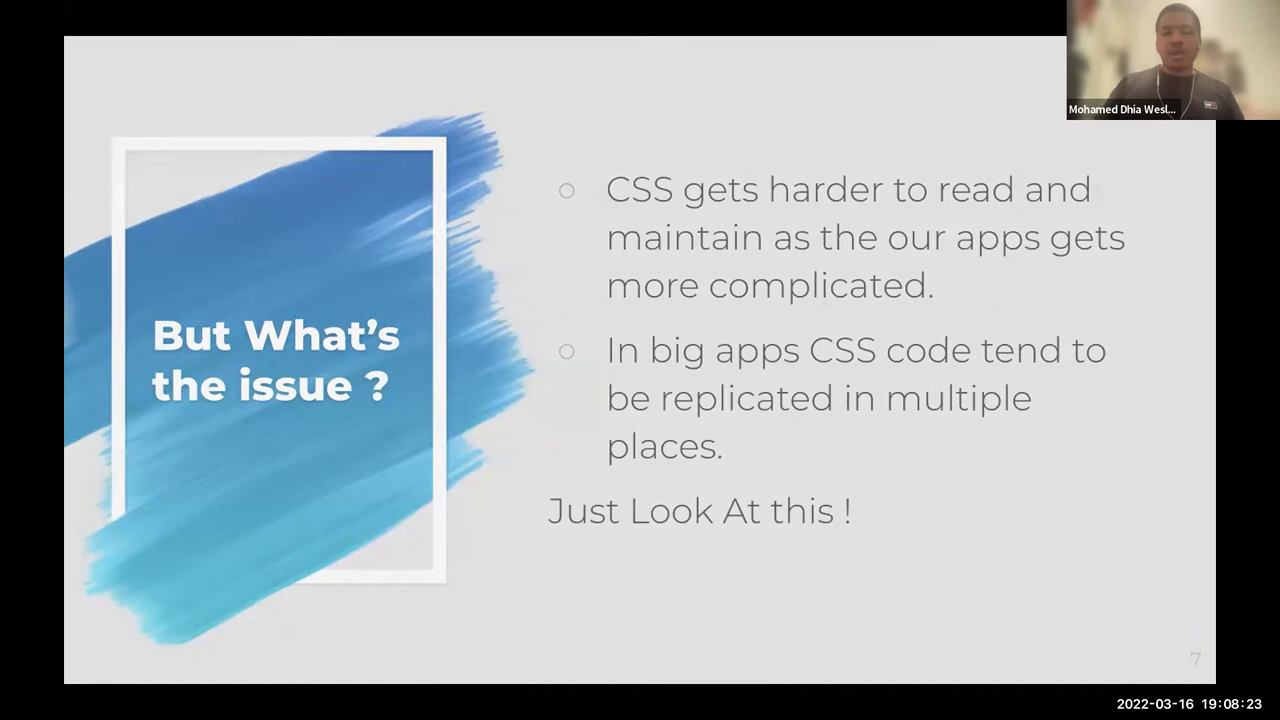 Mohamed Dhia Wesl...
But What’s
the issue ?
○ CSS gets harder to read and
maintain as the our apps gets
more complicated.
○ In big apps CSS code tend to
be replicated in multiple
places.
Just Look At this !
7
2022-03-16 19:08:23